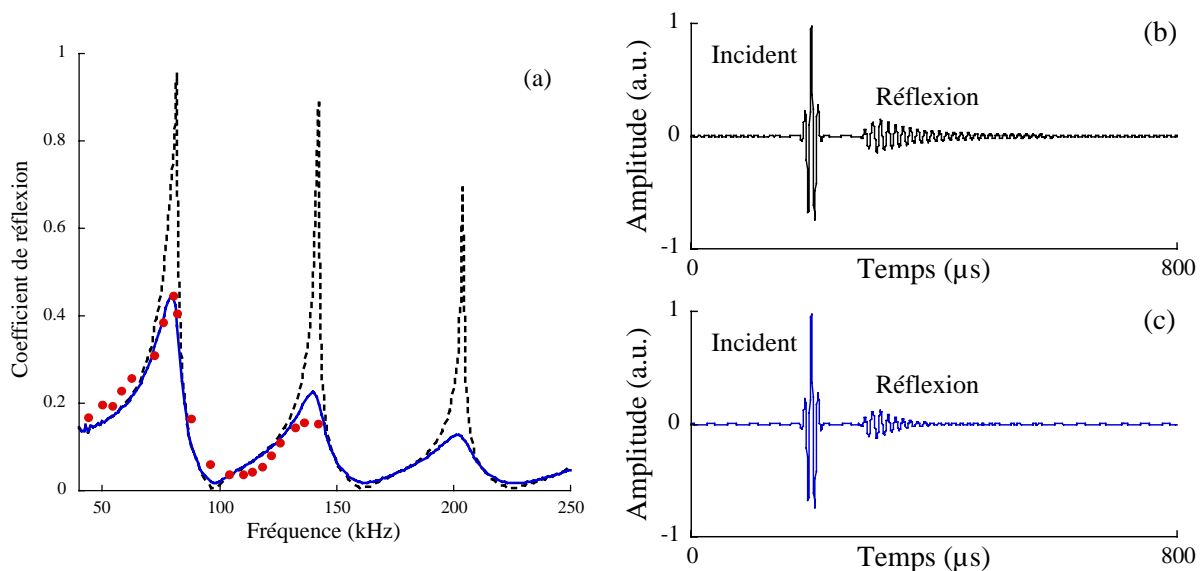 (a)
1
0.8
0.6
0.4
0.2
0
50
100
150
200
250
Coefficient de réflexion
Fréquence (kHz)
(b)
1
0
-1
Incident
Réflexion
Amplitude (a.u.)
0
Temps (µs)
800
(c)
1
0
-1
Incident
Réflexion
Amplitude (a.u.)
0
Temps (µs)
800